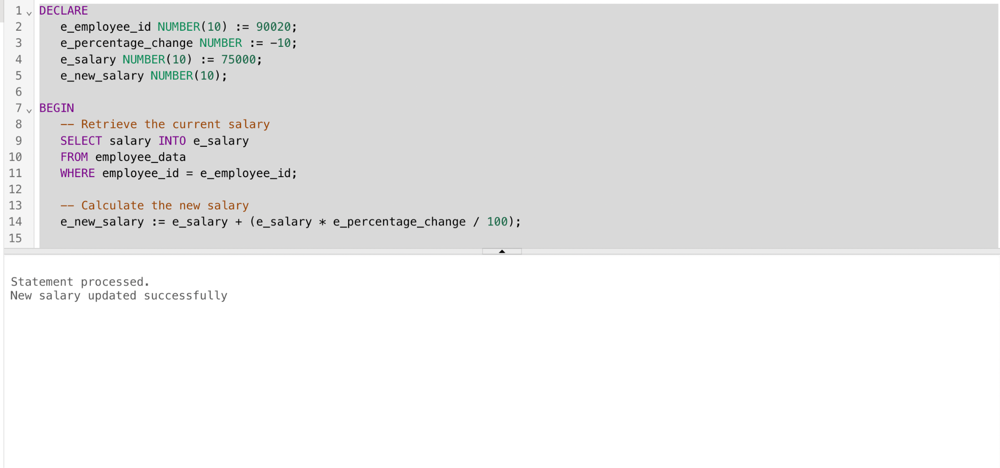 1 DECLARE
2 e_employee_id NUMBER(10) := 90020;
3 e_percentage_change NUMBER := -10;
4 e_salary NUMBER(10) := 75000;
5 e_new_salary NUMBER(10);
6
7 BEGIN
8 -- Retrieve the current salary
9 SELECT salary INTO e_salary
10 FROM employee_data
11 WHERE employee_id = e_employee_id;
12
13 -- Calculate the new salary
14 e_new_salary := e_salary + (e_salary * e_percentage_change / 100);
15
Statement processed.
New salary updated successfully